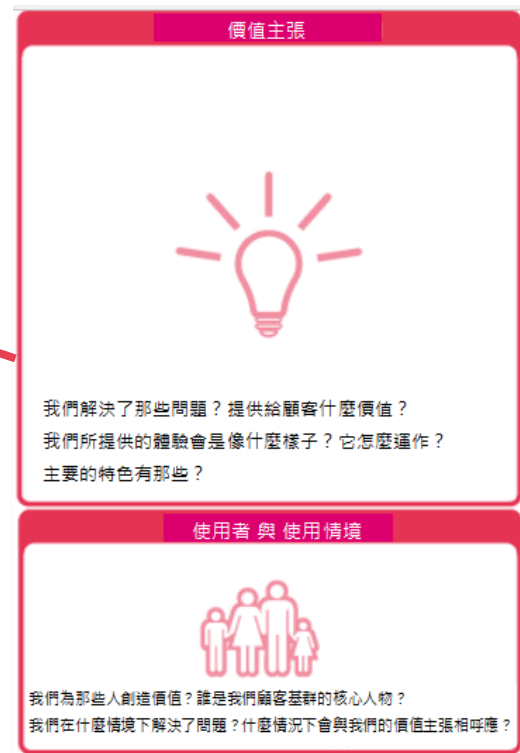 價值主張
我們解決了那些問題？提供給顧客什麼價值？
我們所提供的體驗會是像什麼樣子？它怎麼運作？
主要的特色有那些？
使用者 與 使用情境
我們為那些人創造價值？誰是我們顧客基群的核心人物？
我們在什麼情境下解決了問題？什麼情況下會與我們的價值主張相呼應？